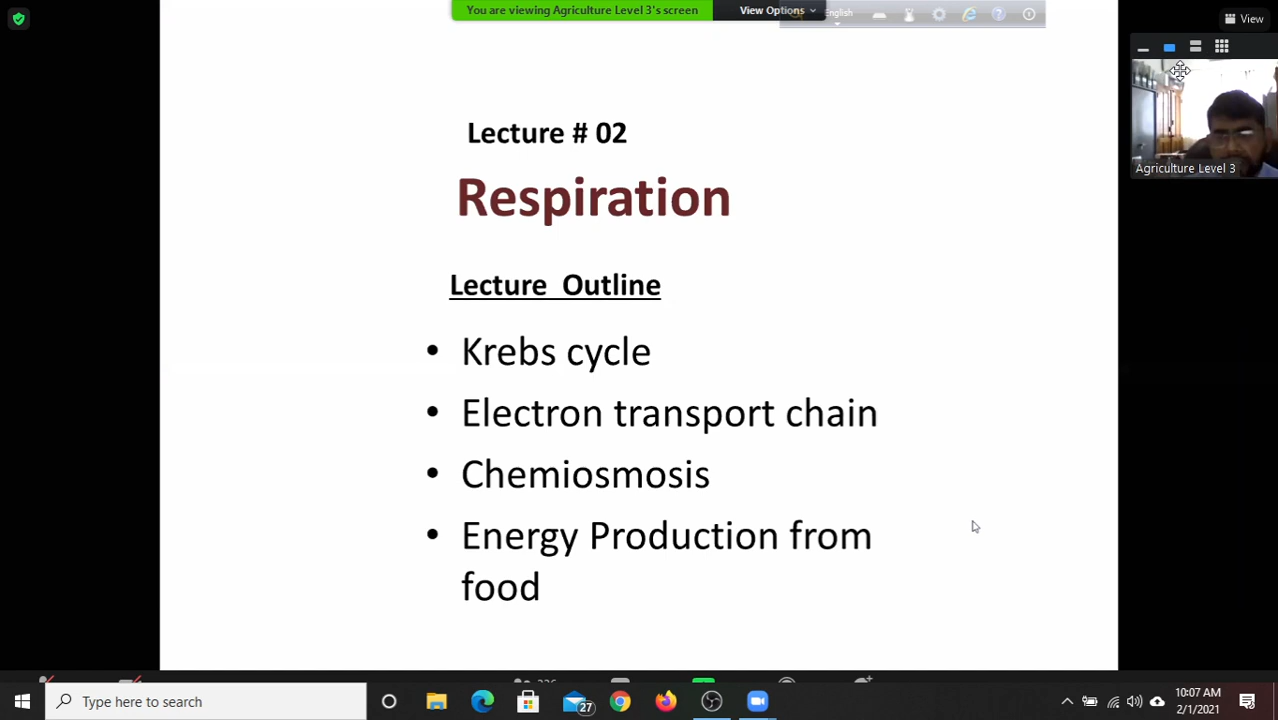 You are viewing Agriculture Level 3's screen
View Options
English
View
Agriculture Level 3
Lecture # 02
Respiration
Lecture Outline
• Krebs cycle
• Electron transport chain
• Chemiosmosis
• Energy Production from
food
Type here to search
27
10:07 AM
2/1/2021